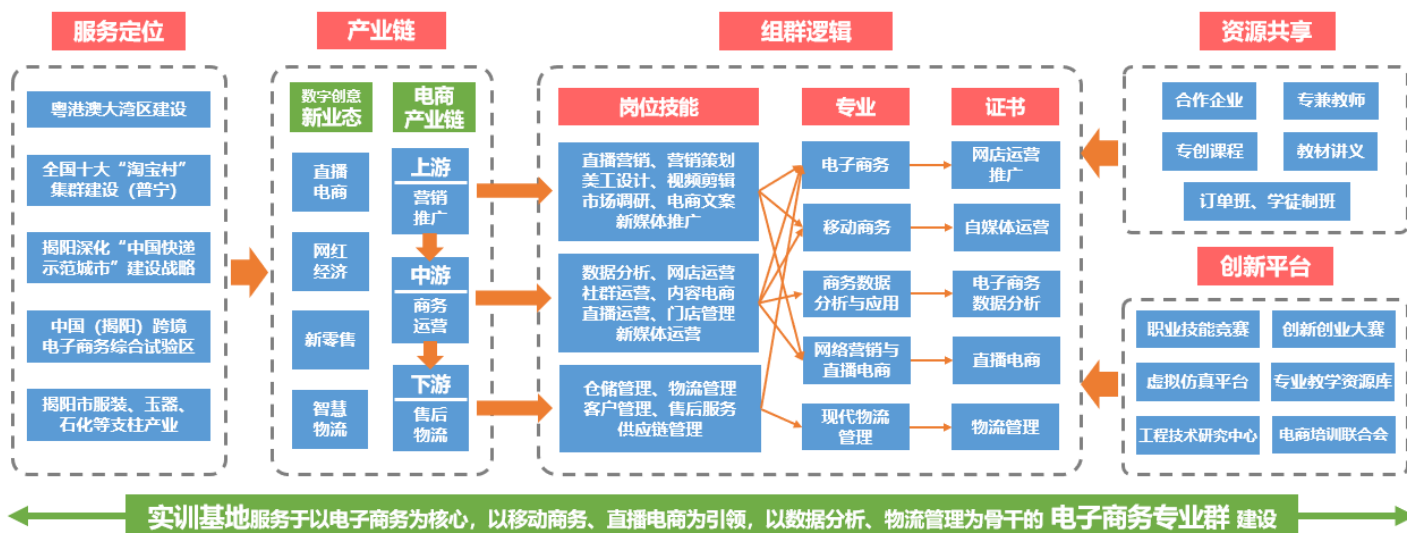 服务定位
粤港澳大湾区建设
全国十大“淘宝村”
集群建设（普宁）
揭阳深化“中国快递
示范城市”建设战略
中国（揭阳）跨境
电子商务综合试验区
揭阳市服装、玉器、
石化等支柱产业
产业链
数字创意
新业态
直播
电商
网红
经济
新零售
智慧
物流
电商
产业链
上游
营销
推广
中游
商务
运营
下游
售后
物流
组群逻辑
岗位技能
直播营销、营销策划
美工设计、视频剪辑
市场调研、电商文案
新媒体推广
数据分析、网店运营
社群运营、内容电商
直播运营、门店管理
新媒体运营
仓储管理、物流管理
客户管理、售后服务
供应链管理
专业
电子商务
移动商务
商务数据
分析与应用
网络营销与
直播电商
现代物流
管理
证书
网店运营
推广
自媒体运营
电子商务
数据分析
直播电商
物流管理
资源共享
合作企业
专兼教师
专创课程
教材讲义
订单班、学徒制班
创新平台
职业技能竞赛
创新创业大赛
虚拟仿真平台
专业教学资源库
工程技术研究中心
电商培训联合会
实训基地服务于以电子商务为核心，以移动商务、直播电商为引领，以数据分析、物流管理为骨干的 电子商务专业群 建设